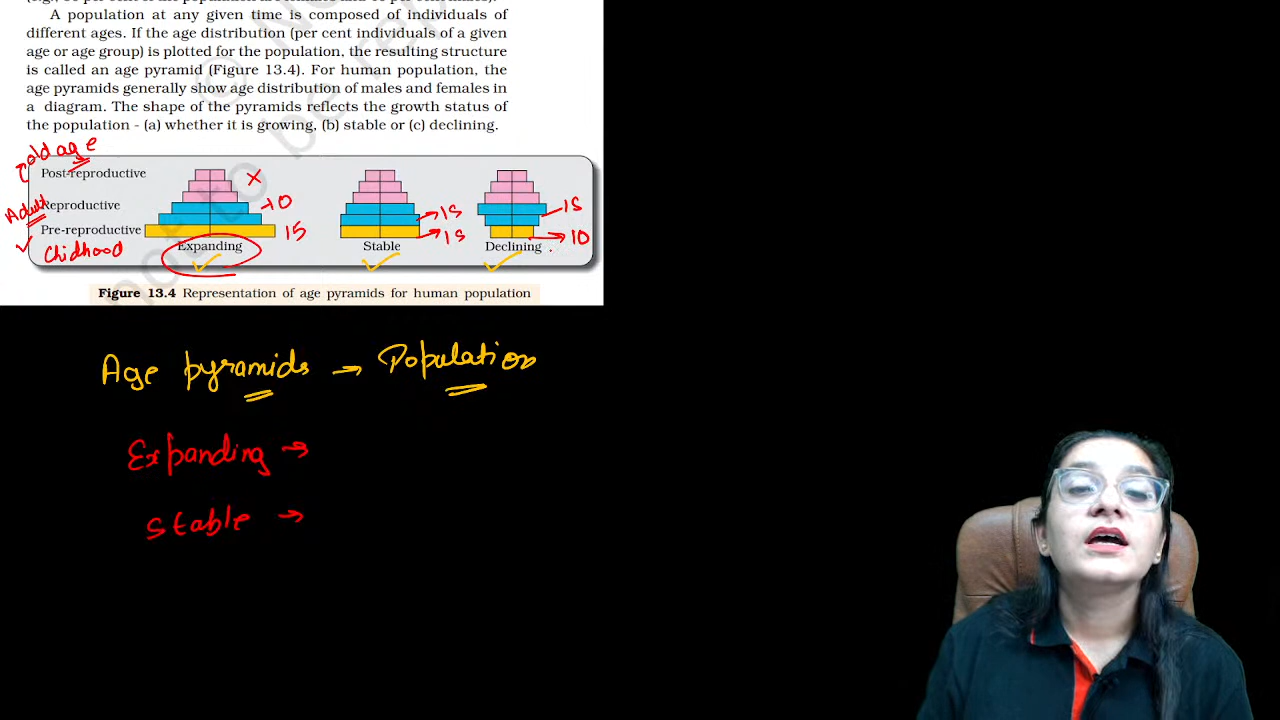 A population at any given time is composed of individuals of
different ages. If the age distribution (per cent individuals of a given
age or age group) is plotted for the population, the resulting structure
is called an age pyramid (Figure 13.4). For human population, the
age pyramids generally show age distribution of males and females in
a diagram. The shape of the pyramids reflects the growth status of
the population - (a) whether it is growing, (b) stable or (c) declining.
old age
Post-reproductive
X
Adult
Reproductive
10
15
15
Pre-reproductive
15
15
10
Chidhood
Expanding
Stable
Declining
Figure 13.4 Representation of age pyramids for human population
Age pyramids → Population
Expanding →
Stable →